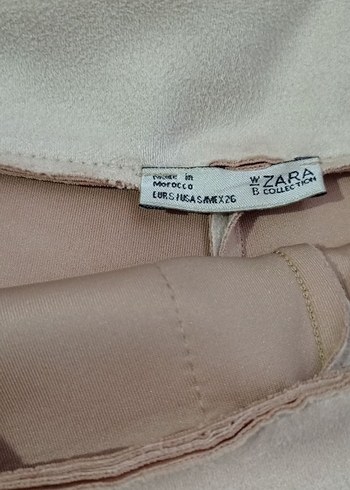 Made in
Morocco
EUR S / USA S / MEX 26
W
B
ZARA
COLLECTION